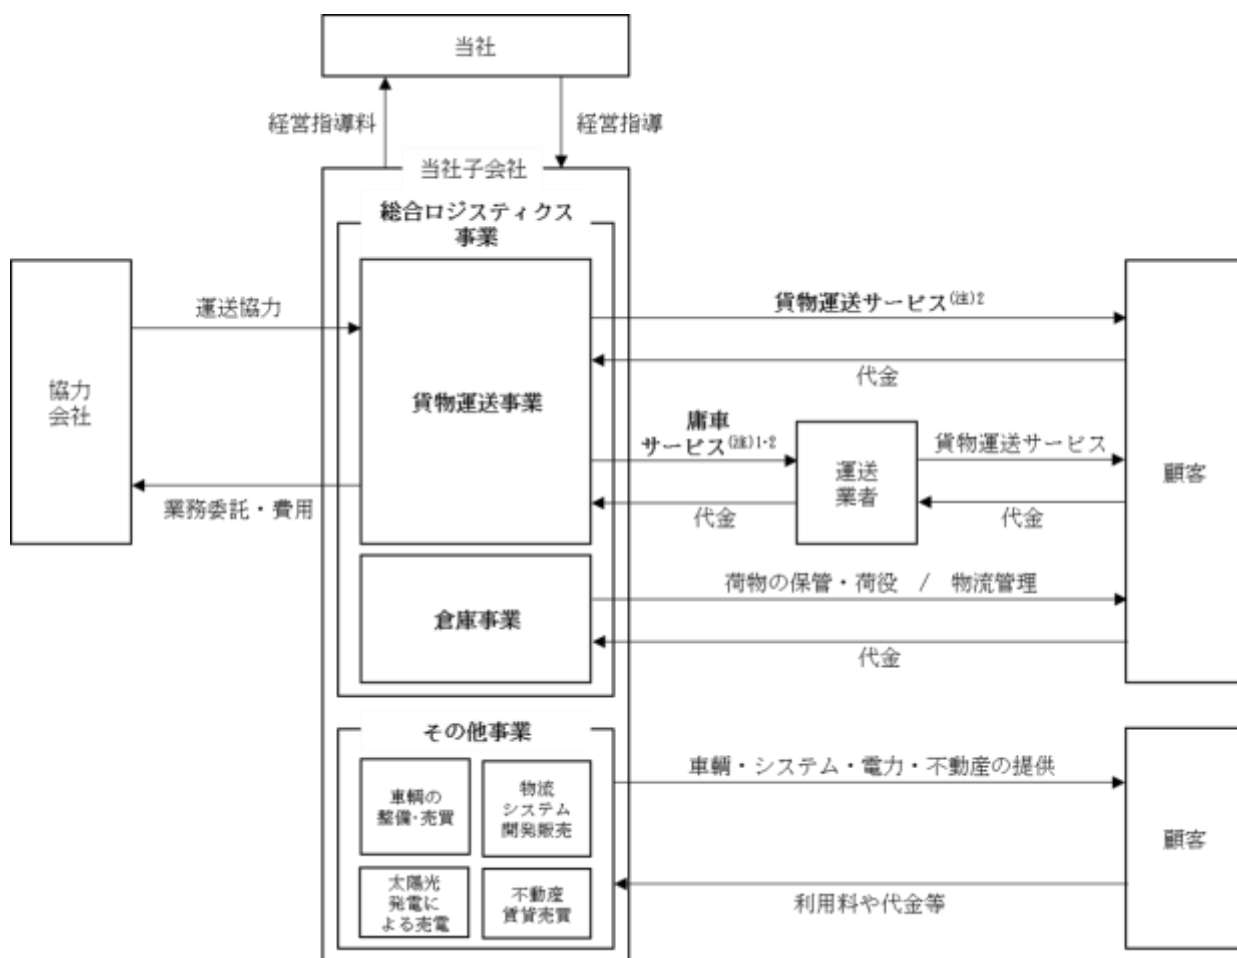 当社
経営指導料
経営指導
当社子会社
総合ロジスティクス
事業
協力
会社
運送協力
業務委託・費用
貨物運送事業
貨物運送サービス(注)2
代金
庸車
サービス(注)1・2
代金
運送
業者
貨物運送サービス
代金
顧客
倉庫事業
荷物の保管・荷役 / 物流管理
代金
その他事業
車輌の
整備・売買
物流
システム
開発販売
太陽光
発電に
よる売電
不動産
賃貸売買
車輌・システム・電力・不動産の提供
利用料や代金等
顧客